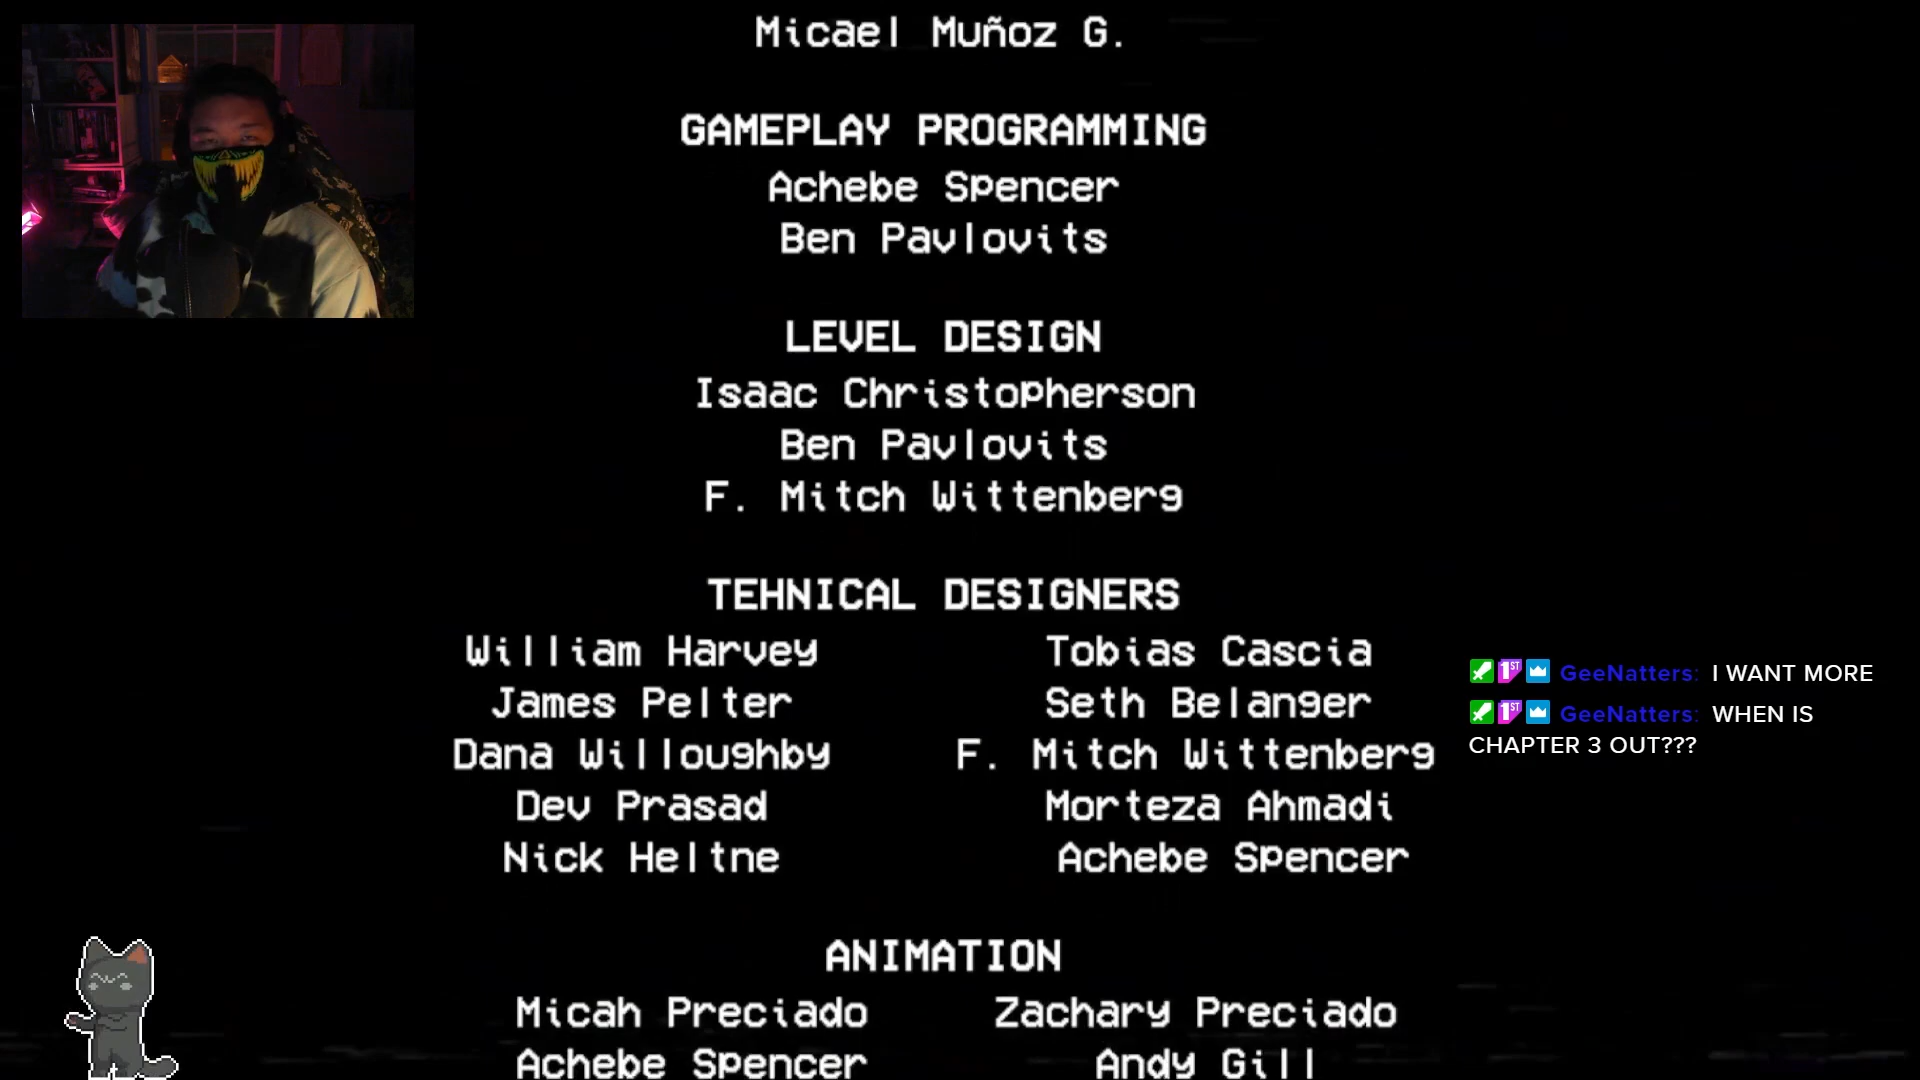 Micael Muñoz G.
GAMEPLAY PROGRAMMING
Achebe Spencer
Ben Pavlovits
LEVEL DESIGN
Isaac Christopherson
Ben Pavlovits
F. Mitch Wittenberg
TEHNICAL DESIGNERS
William Harvey Tobias Cascia
James Pelter Seth Belanger
Dana Willoughby F. Mitch Wittenberg
Dev Prasad Morteza Ahmadi
Nick Heltne Achebe Spencer
ANIMATION
Micah Preciado Zachary Preciado
Achebe Spencer Andy Gill
1ST GeeNatters: I WANT MORE
1ST GeeNatters: WHEN IS
CHAPTER 3 OUT???